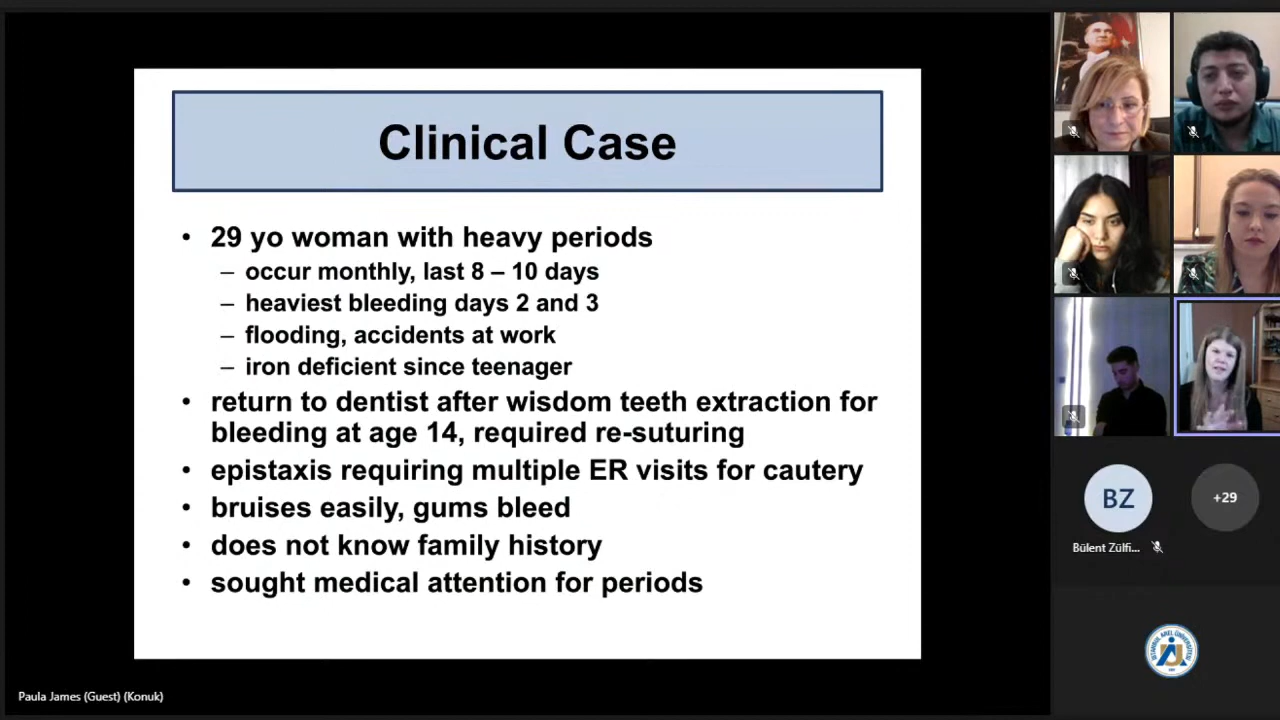 Clinical Case
• 29 yo woman with heavy periods
– occur monthly, last 8 – 10 days
– heaviest bleeding days 2 and 3
– flooding, accidents at work
– iron deficient since teenager
• return to dentist after wisdom teeth extraction for
bleeding at age 14, required re-suturing
• epistaxis requiring multiple ER visits for cautery
• bruises easily, gums bleed
• does not know family history
• sought medical attention for periods
BZ
+29
Bülent Zülfi...
Paula James (Guest) (Konuk)